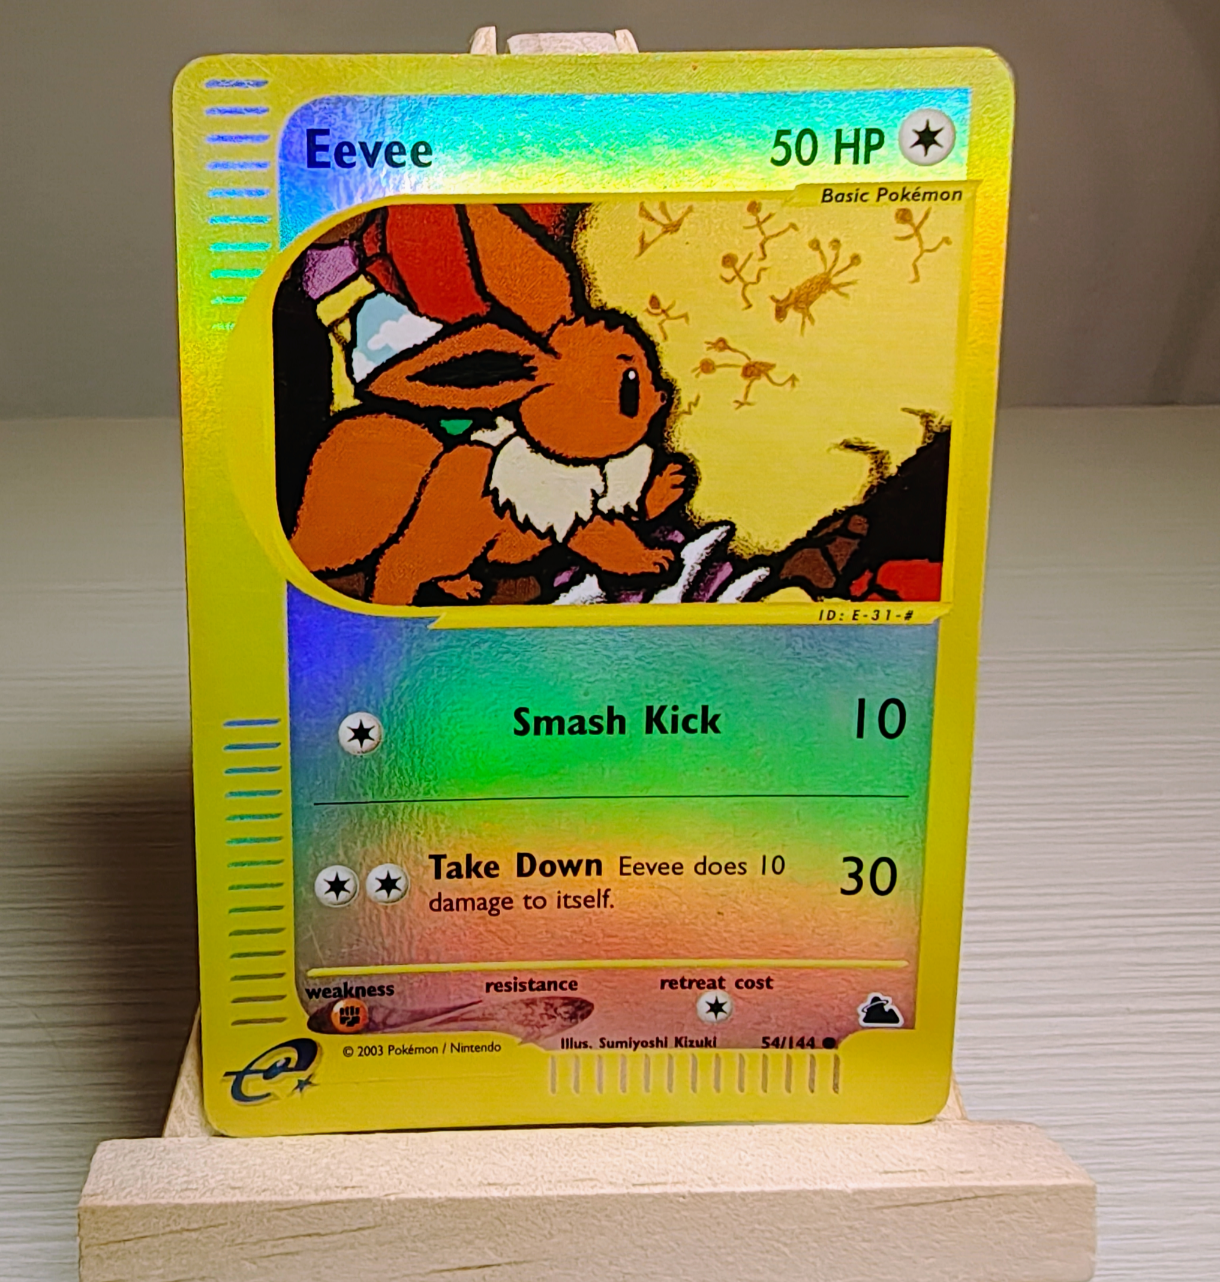 Eevee
50 HP
Basic Pokémon
ID: E-31-#
Smash Kick 10
Take Down Eevee does 10
damage to itself.
30
weakness resistance retreat cost
© 2003 Pokémon / Nintendo
Illus. Sumiyoshi Kizuki 54/144
e